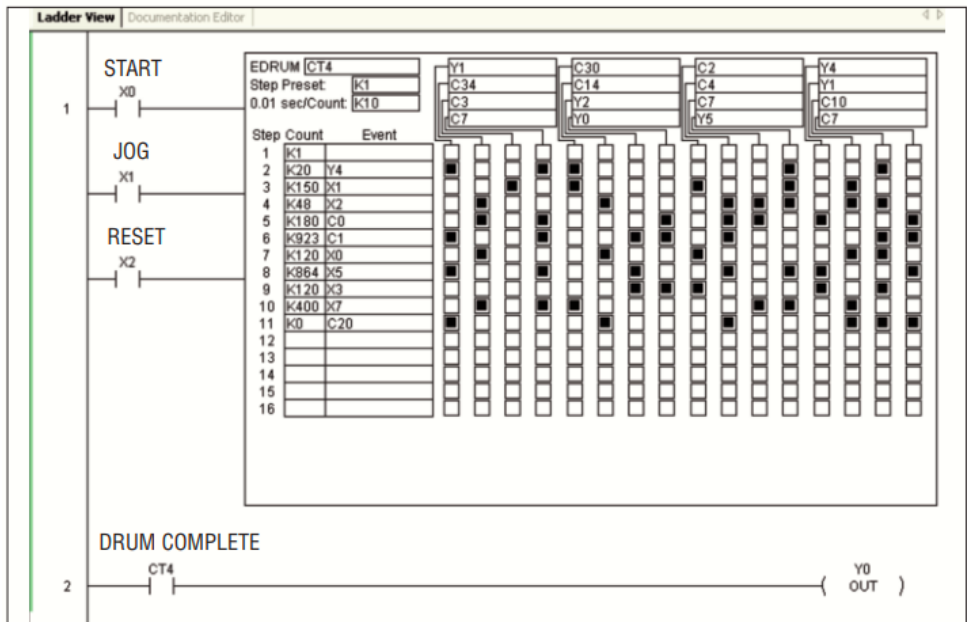 Ladder View Documentation Editor
START
X0
1
JOG
X1
RESET
X2
EDRUM CT4
Step Preset: K1
0.01 sec/Count: K10
Y1 C30 C2 Y4
C34 C14 C4 Y1
C3 Y2 C7 C10
C7 Y0 Y5 C7
Step Count Event
1 K1
2 K20 Y4
3 K150 X1
4 K48 X2
5 K180 C0
6 K923 C1
7 K120 X0
8 K864 X5
9 K120 X3
10 K400 X7
11 K0 C20
12
13
14
15
16
DRUM COMPLETE
CT4 Y0
2 ( OUT )